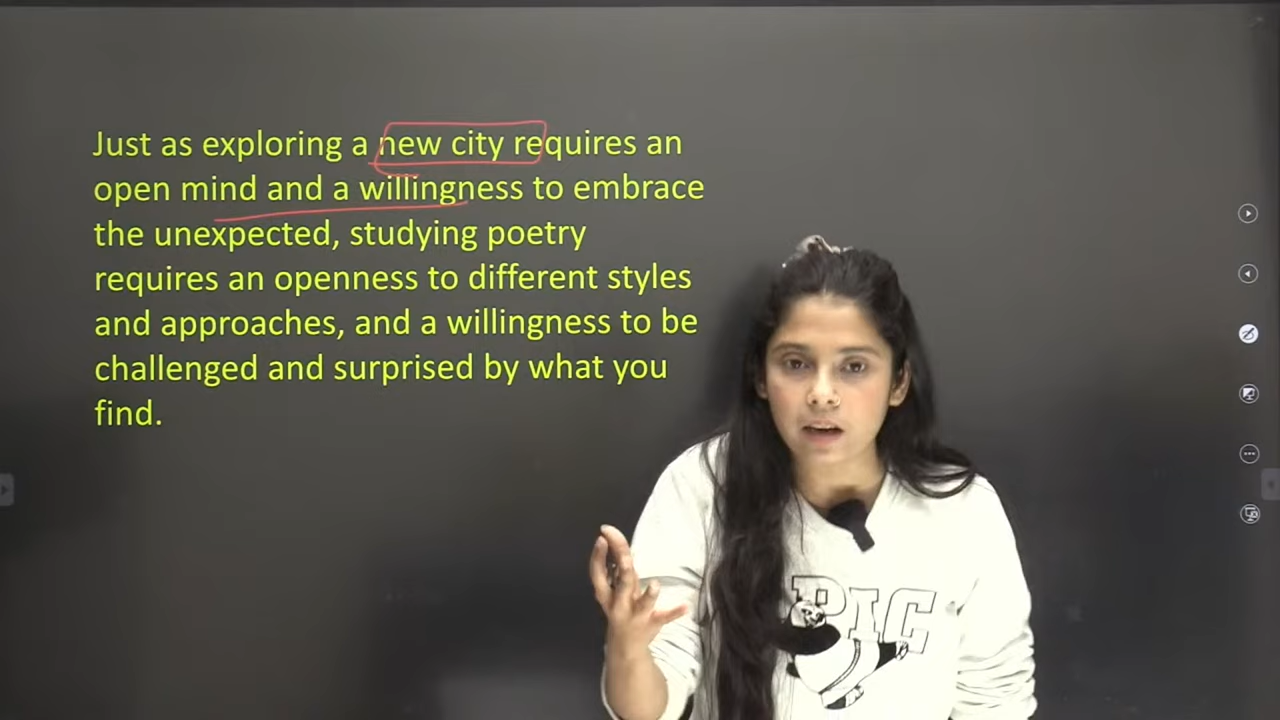 Just as exploring a new city requires an
open mind and a willingness to embrace
the unexpected, studying poetry
requires an openness to different styles
and approaches, and a willingness to be
challenged and surprised by what you
find.